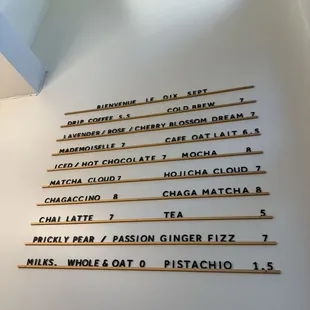 BIENVENUE LE DIX SEPT
DRIP COFFEE 5.5 COLD BREW 7
LAVENDER / ROSE / CHERRY BLOSSOM DREAM 7
MADEMOISELLE 7 CAFE OAT LAIT 6.5
ICED / HOT CHOCOLATE 7 MOCHA 8
MATCHA CLOUD 7 HOJICHA CLOUD 7
CHAGACCINO 8 CHAGA MATCHA 8
CHAI LATTE 7 TEA 5
PRICKLY PEAR / PASSION GINGER FIZZ 7
MILKS. WHOLE & OAT 0 PISTACHIO 1.5